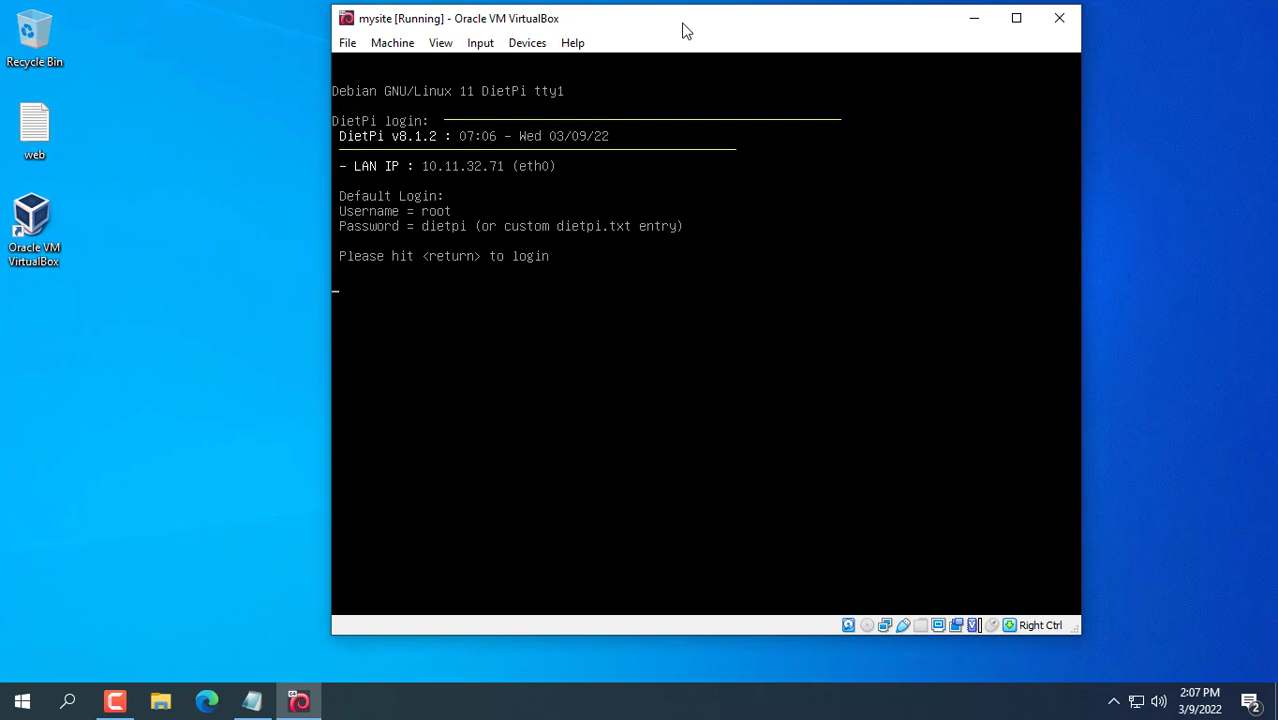 Recycle Bin
web
Oracle VM
VirtualBox
mysite [Running] - Oracle VM VirtualBox
File Machine View Input Devices Help
Debian GNU/Linux 11 DietPi tty1
DietPi login:
DietPi v8.1.2 : 07:06 - Wed 03/09/22
- LAN IP : 10.11.32.71 (eth0)
Default Login:
Username = root
Password = dietpi (or custom dietpi.txt entry)
Please hit <return> to login
Right Ctrl
2:07 PM
3/9/2022
2